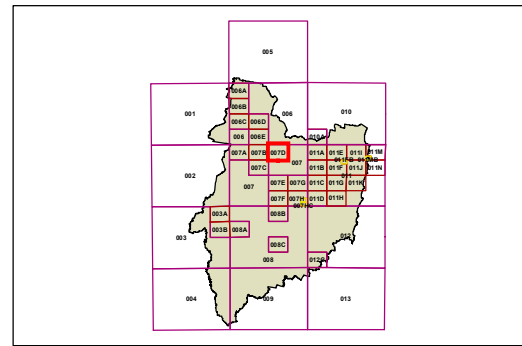 005
006A
001 006B 006 010
006C 006D
006 006E 010A
007A 007B 007D 007 011A 011E 011I 011M
007C 011B 011F 011J 011N
002 011
007 007E 007G 011C 011G 011K
007F 007H 011D 011H
003A 008B
003 003B 008A 012
008C
008
004 009 013